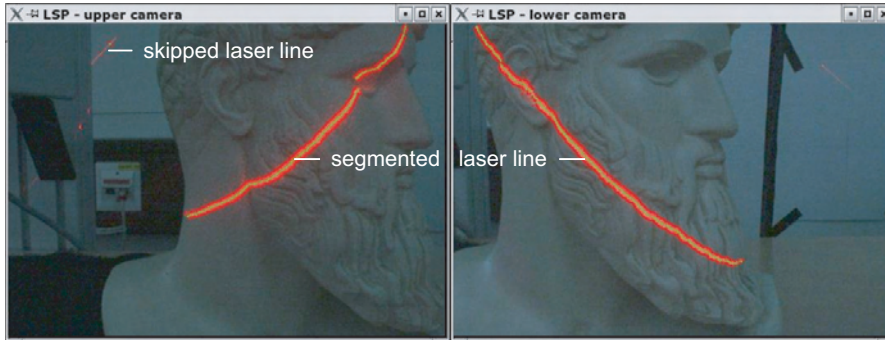 LSP - upper camera
LSP - lower camera
skipped laser line
segmented laser line